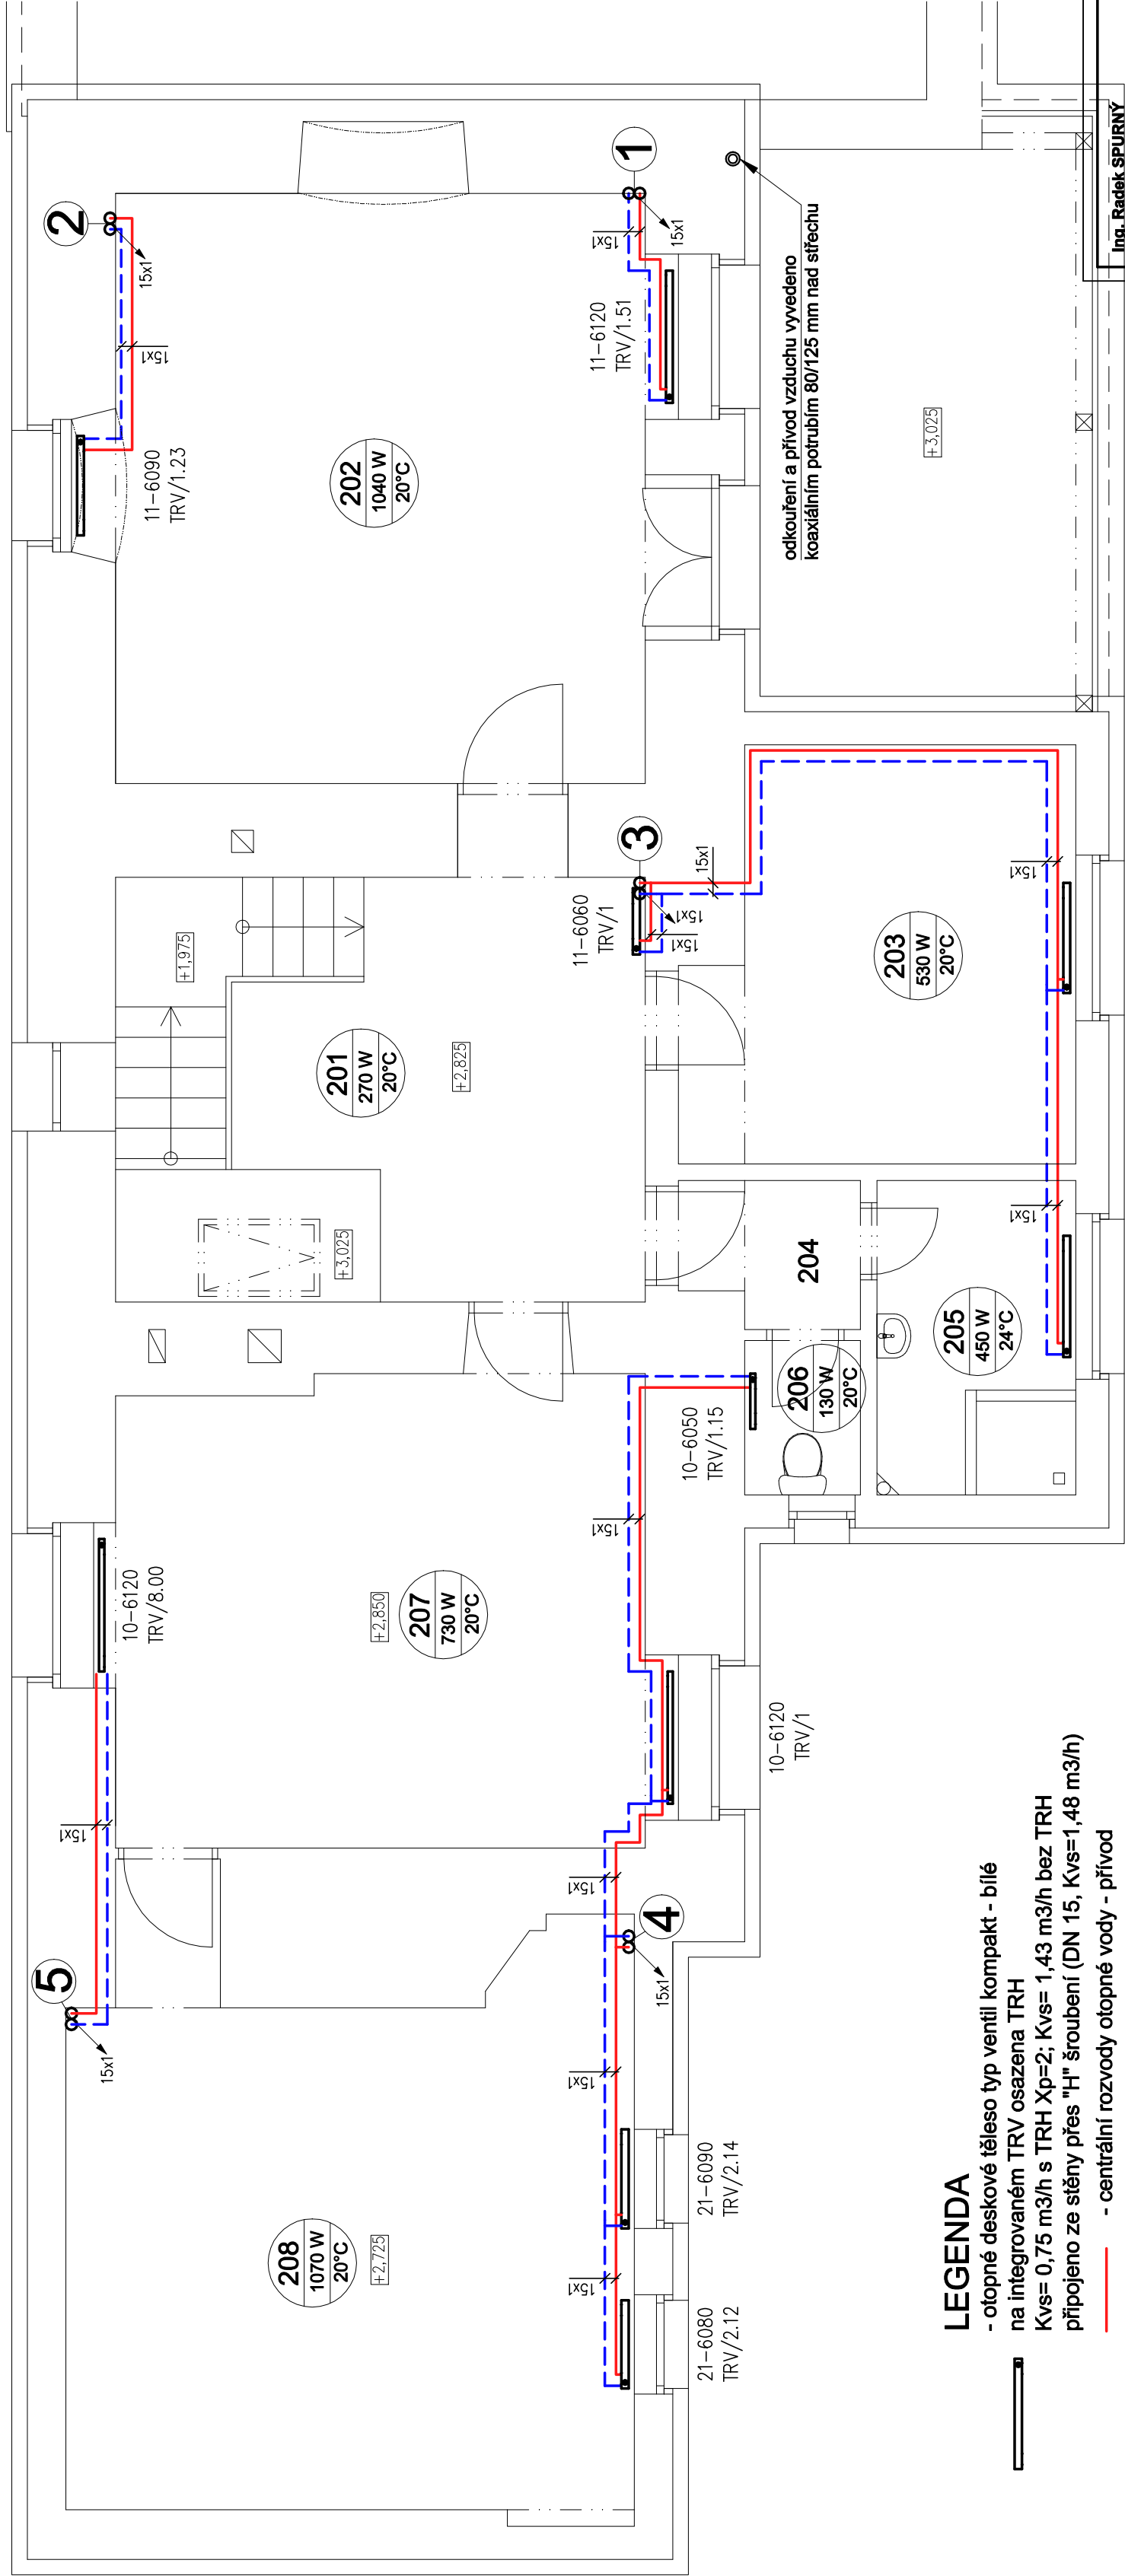 2
15x1
15x1
11-6090
TRV/1.23
202
1040 W
20°C
1
15x1
15x1
11-6120
TRV/1.51
odkouření a přívod vzduchu vyvedeno
koaxiálním potrubím 80/125 mm nad střechu
+3,025
Ing. Radek SPURNÝ
+1,975
201
270 W
20°C
+2,825
+3,025
3
11-6060
TRV/1
15x1
15x1
15x1
203
530 W
20°C
15x1
15x1
204
205
450 W
24°C
206
130 W
20°C
10-6050
TRV/1.15
15x1
10-6120
TRV/8.00
15x1
207
730 W
20°C
+2,850
10-6120
TRV/1
5
15x1
4
15x1
15x1
15x1
15x1
208
1070 W
20°C
+2,725
21-6090
TRV/2.14
21-6080
TRV/2.12
LEGENDA
- otopné deskové těleso typ ventil kompakt - bílé
na integrovaném TRV osazena TRH
Kvs= 0,75 m3/h s TRH Xp=2; Kvs= 1,43 m3/h bez TRH
připojeno ze stěny přes "H" šroubení (DN 15, Kvs=1,48 m3/h)
- centrální rozvody otopné vody - přívod